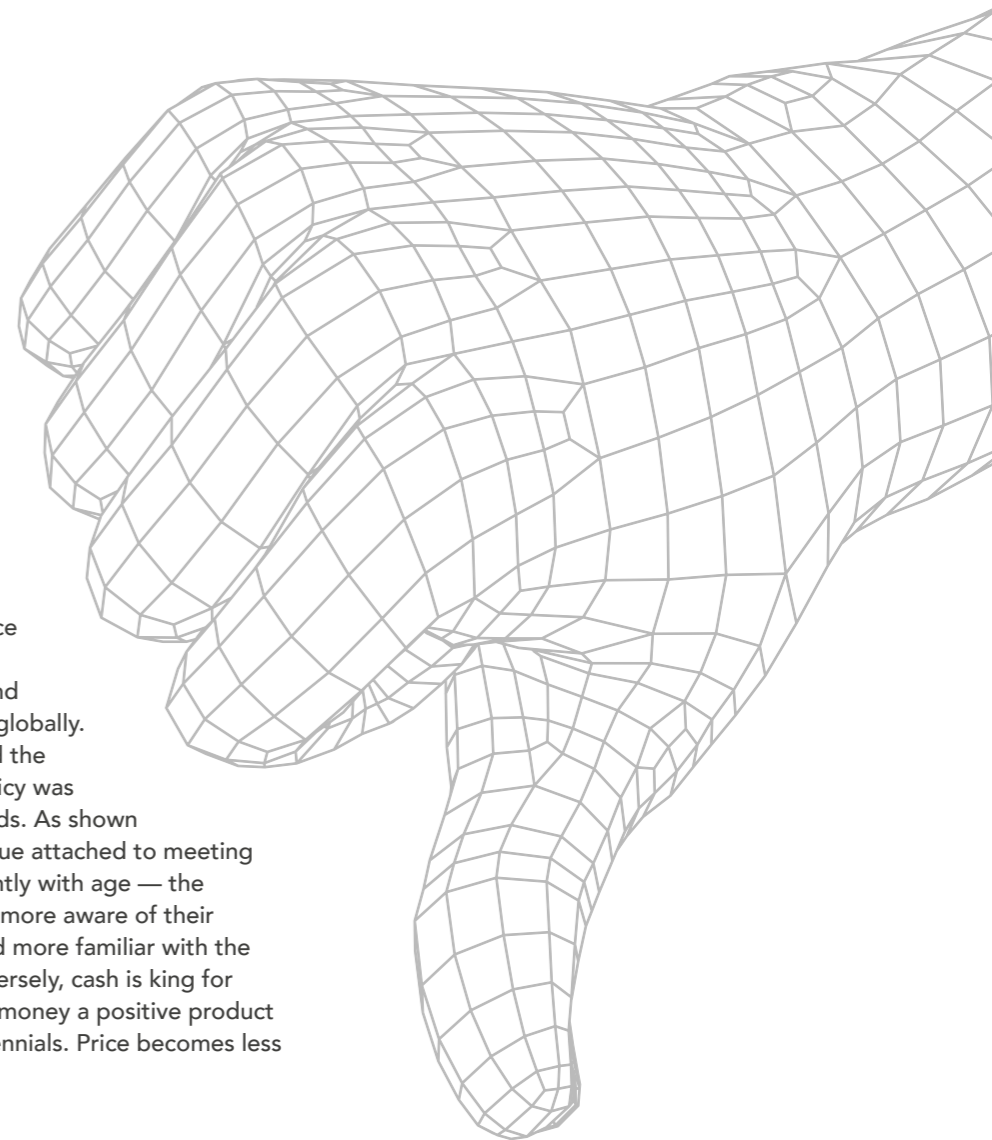 ce
nd
globally.
d the
icy was
ds. As shown
ue attached to meeting
ntly with age — the
more aware of their
d more familiar with the
ersely, cash is king for
money a positive product
ennials. Price becomes less